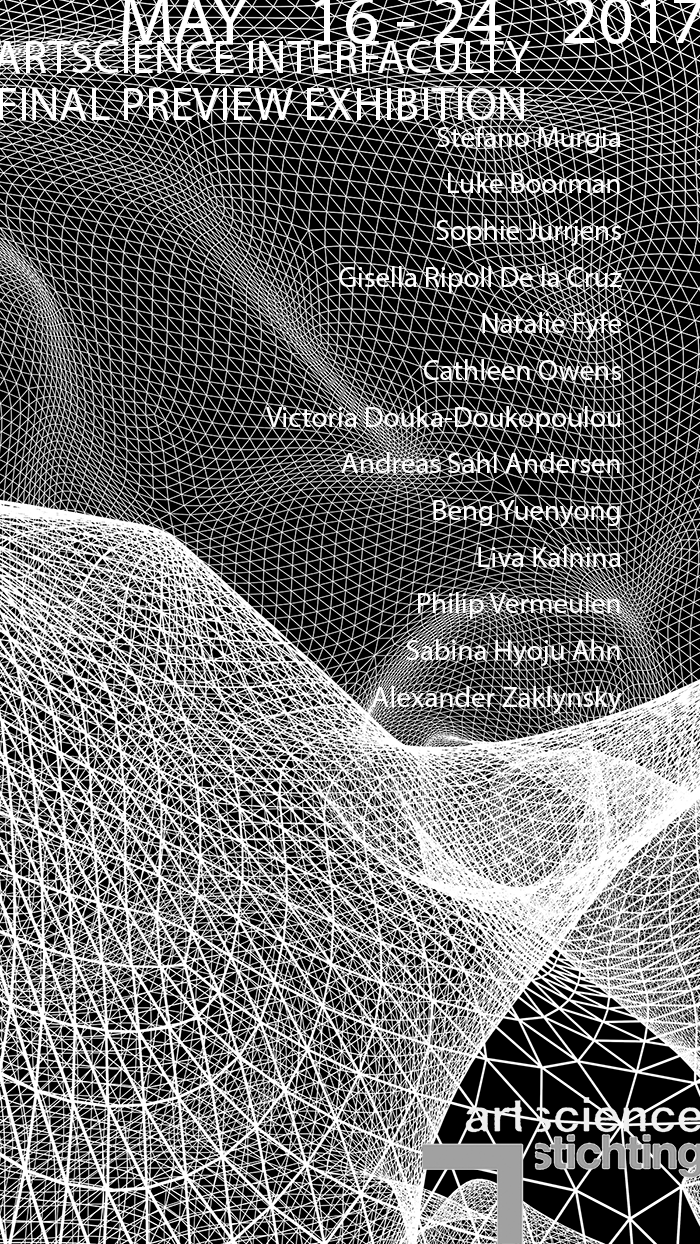 MAY 16 - 24 2017
ARTSCIENCE INTERFACULTY
FINAL PREVIEW EXHIBITION
Stefano Murgia
Luke Boorman
Sophie Jurrjens
Gisella Ripoll De la Cruz
Natalie Fyfe
Cathleen Owens
Victoria Douka-Doukopoulou
Andreas Sahl Andersen
Beng Yuenyong
Liva Kalnina
Philip Vermeulen
Sabina Hyoju Ahn
Alexander Zaklynsky
artscience
stichting